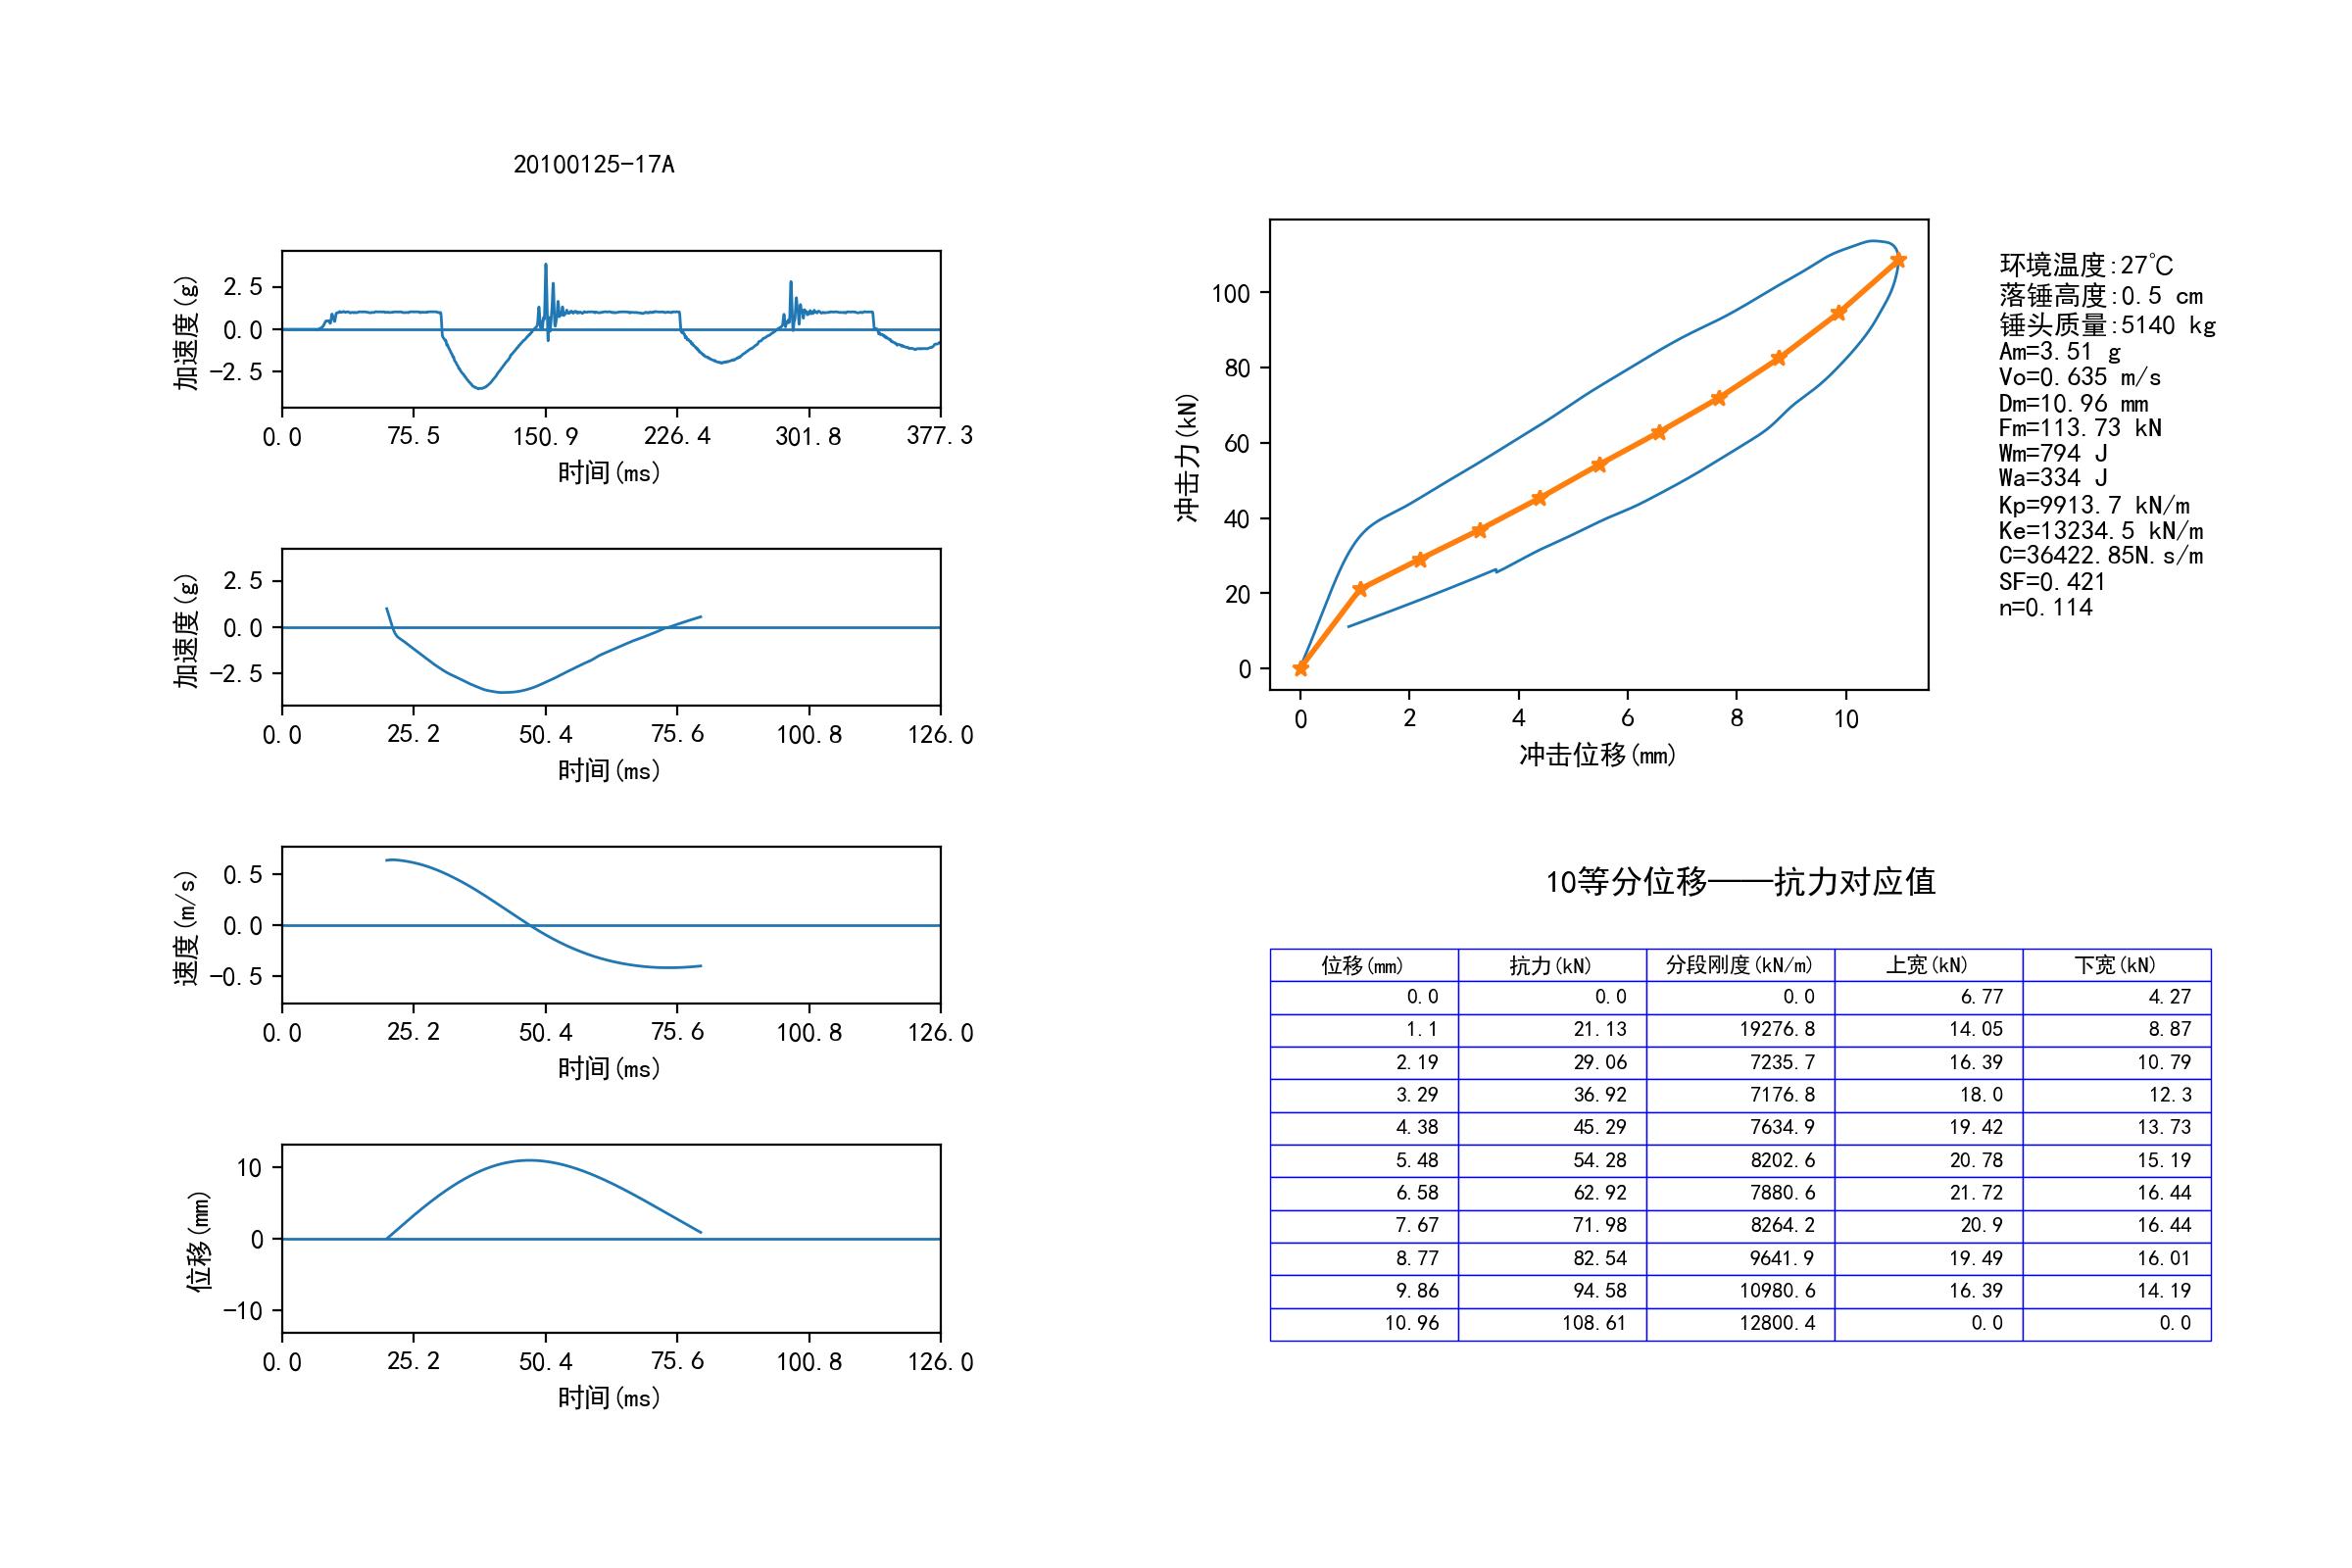 20100125-17A
加速度(g)
2.5
0.0
−2.5
0.0 75.5 150.9 226.4 301.8 377.3
时间(ms)
加速度(g)
2.5
0.0
−2.5
0.0 25.2 50.4 75.6 100.8 126.0
时间(ms)
速度(m/s)
0.5
0.0
−0.5
0.0 25.2 50.4 75.6 100.8 126.0
时间(ms)
位移(mm)
10
0
−10
0.0 25.2 50.4 75.6 100.8 126.0
时间(ms)
冲击力(kN)
100
80
60
40
20
0
0 2 4 6 8 10
冲击位移(mm)
环境温度:27℃
落锤高度:0.5 cm
锤头质量:5140 kg
Am=3.51 g
Vo=0.635 m/s
Dm=10.96 mm
Fm=113.73 kN
Wm=794 J
Wa=334 J
Kp=9913.7 kN/m
Ke=13234.5 kN/m
C=36422.85N.s/m
SF=0.421
n=0.114
10等分位移——抗力对应值
位移(mm) 抗力(kN) 分段刚度(kN/m) 上宽(kN) 下宽(kN)
0.0 0.0 0.0 6.77 4.27
1.1 21.13 19276.8 14.05 8.87
2.19 29.06 7235.7 16.39 10.79
3.29 36.92 7176.8 18.0 12.3
4.38 45.29 7634.9 19.42 13.73
5.48 54.28 8202.6 20.78 15.19
6.58 62.92 7880.6 21.72 16.44
7.67 71.98 8264.2 20.9 16.44
8.77 82.54 9641.9 19.49 16.01
9.86 94.58 10980.6 16.39 14.19
10.96 108.61 12800.4 0.0 0.0